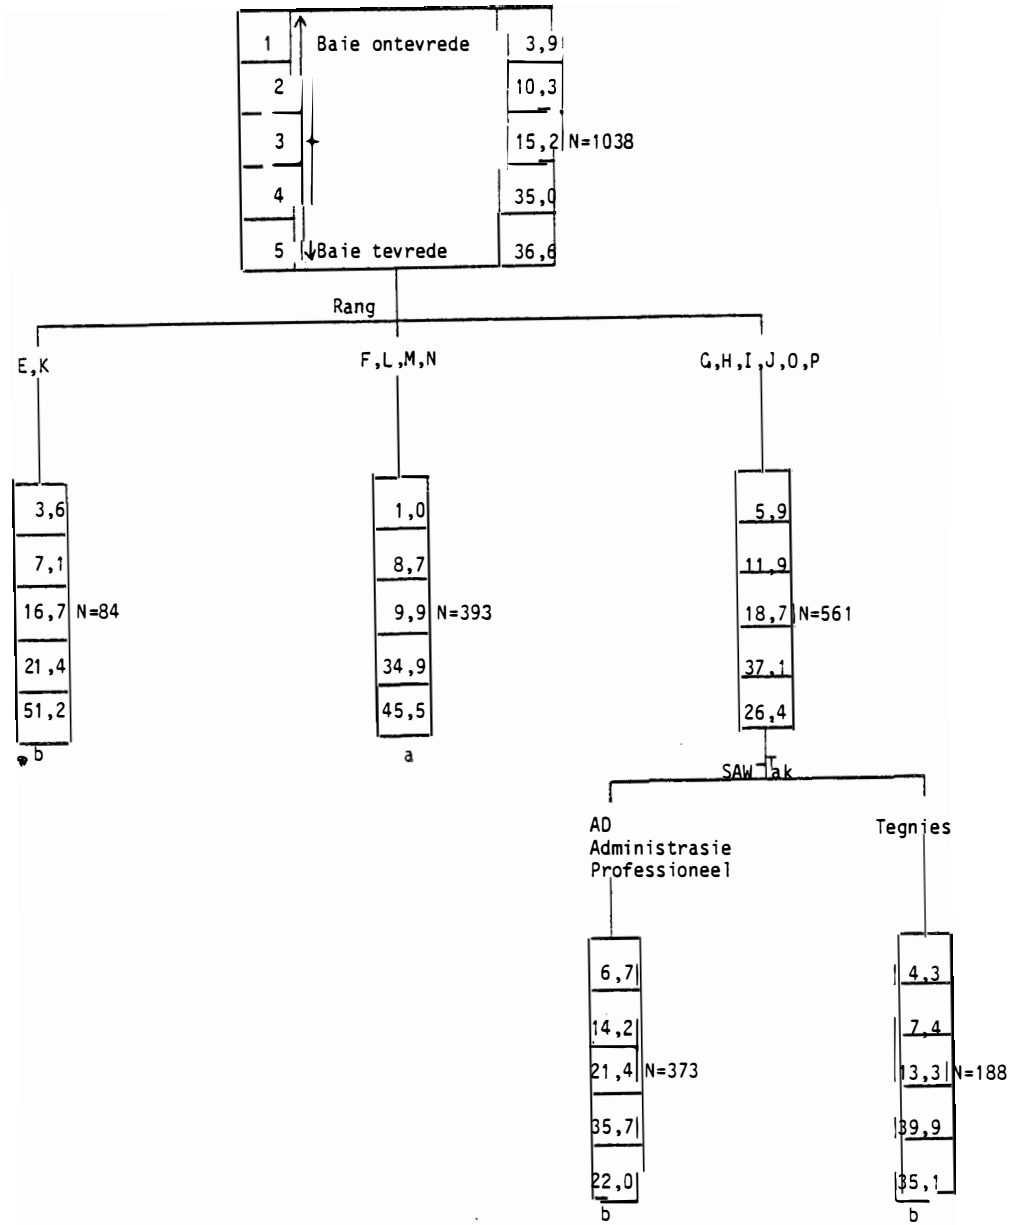 1 Baie ontevrede 3,9
2 10,3
3 15,2 N=1038
4 35,0
5 Baie tevrede 36,6
Rang
E,K F,L,M,N G,H,I,J,O,P
3,6 1,0 5,9
7,1 8,7 11,9
16,7 N=84 9,9 N=393 18,7 N=561
21,4 34,9 37,1
51,2 45,5 26,4
b a
SAW Tak
AD Tegnies
Administrasie
Professioneel
6,7 4,3
14,2 7,4
21,4 N=373 13,3 N=188
35,7 39,9
22,0 35,1
b b